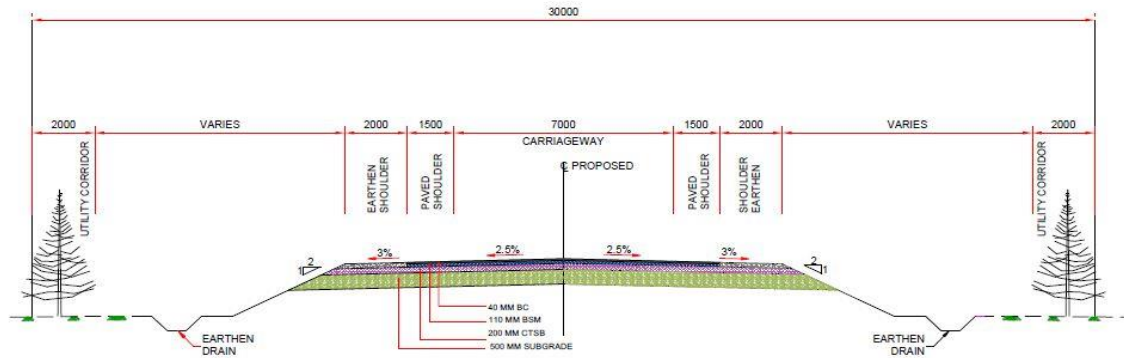 30000
2000
VARIES
2000
1500
7000
1500
2000
VARIES
2000
CARRIAGEWAY
℄ PROPOSED
UTILITY CORRIDOR
EARTHEN
SHOULDER
PAVED
SHOULDER
PAVED
SHOULDER
SHOULDER
EARTHEN
UTILITY CORRIDOR
3%
2.5%
2.5%
3%
1
2
2
1
40 MM BC
110 MM BSM
200 MM CTSB
500 MM SUBGRADE
EARTHEN
DRAIN
EARTHEN
DRAIN